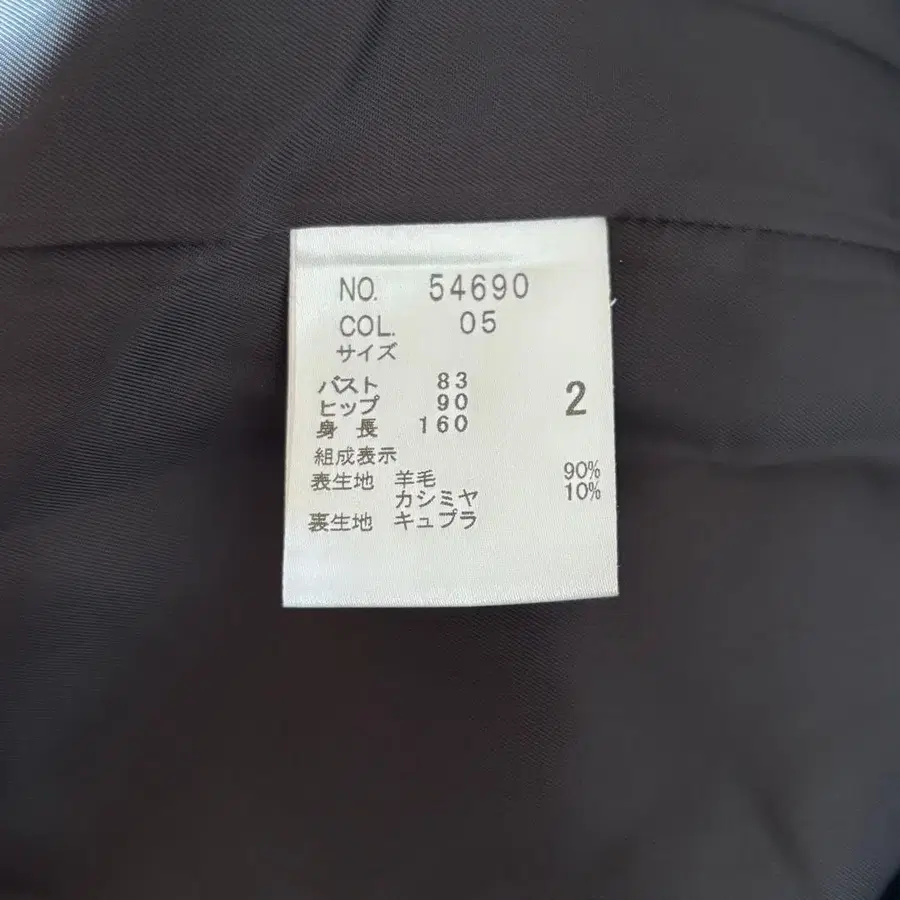 NO. 54690
COL. 05
サイズ
バスト 83
ヒップ 90 2
身 長 160
組成表示
表生地 羊毛 90%
カシミヤ 10%
裏生地 キュプラ